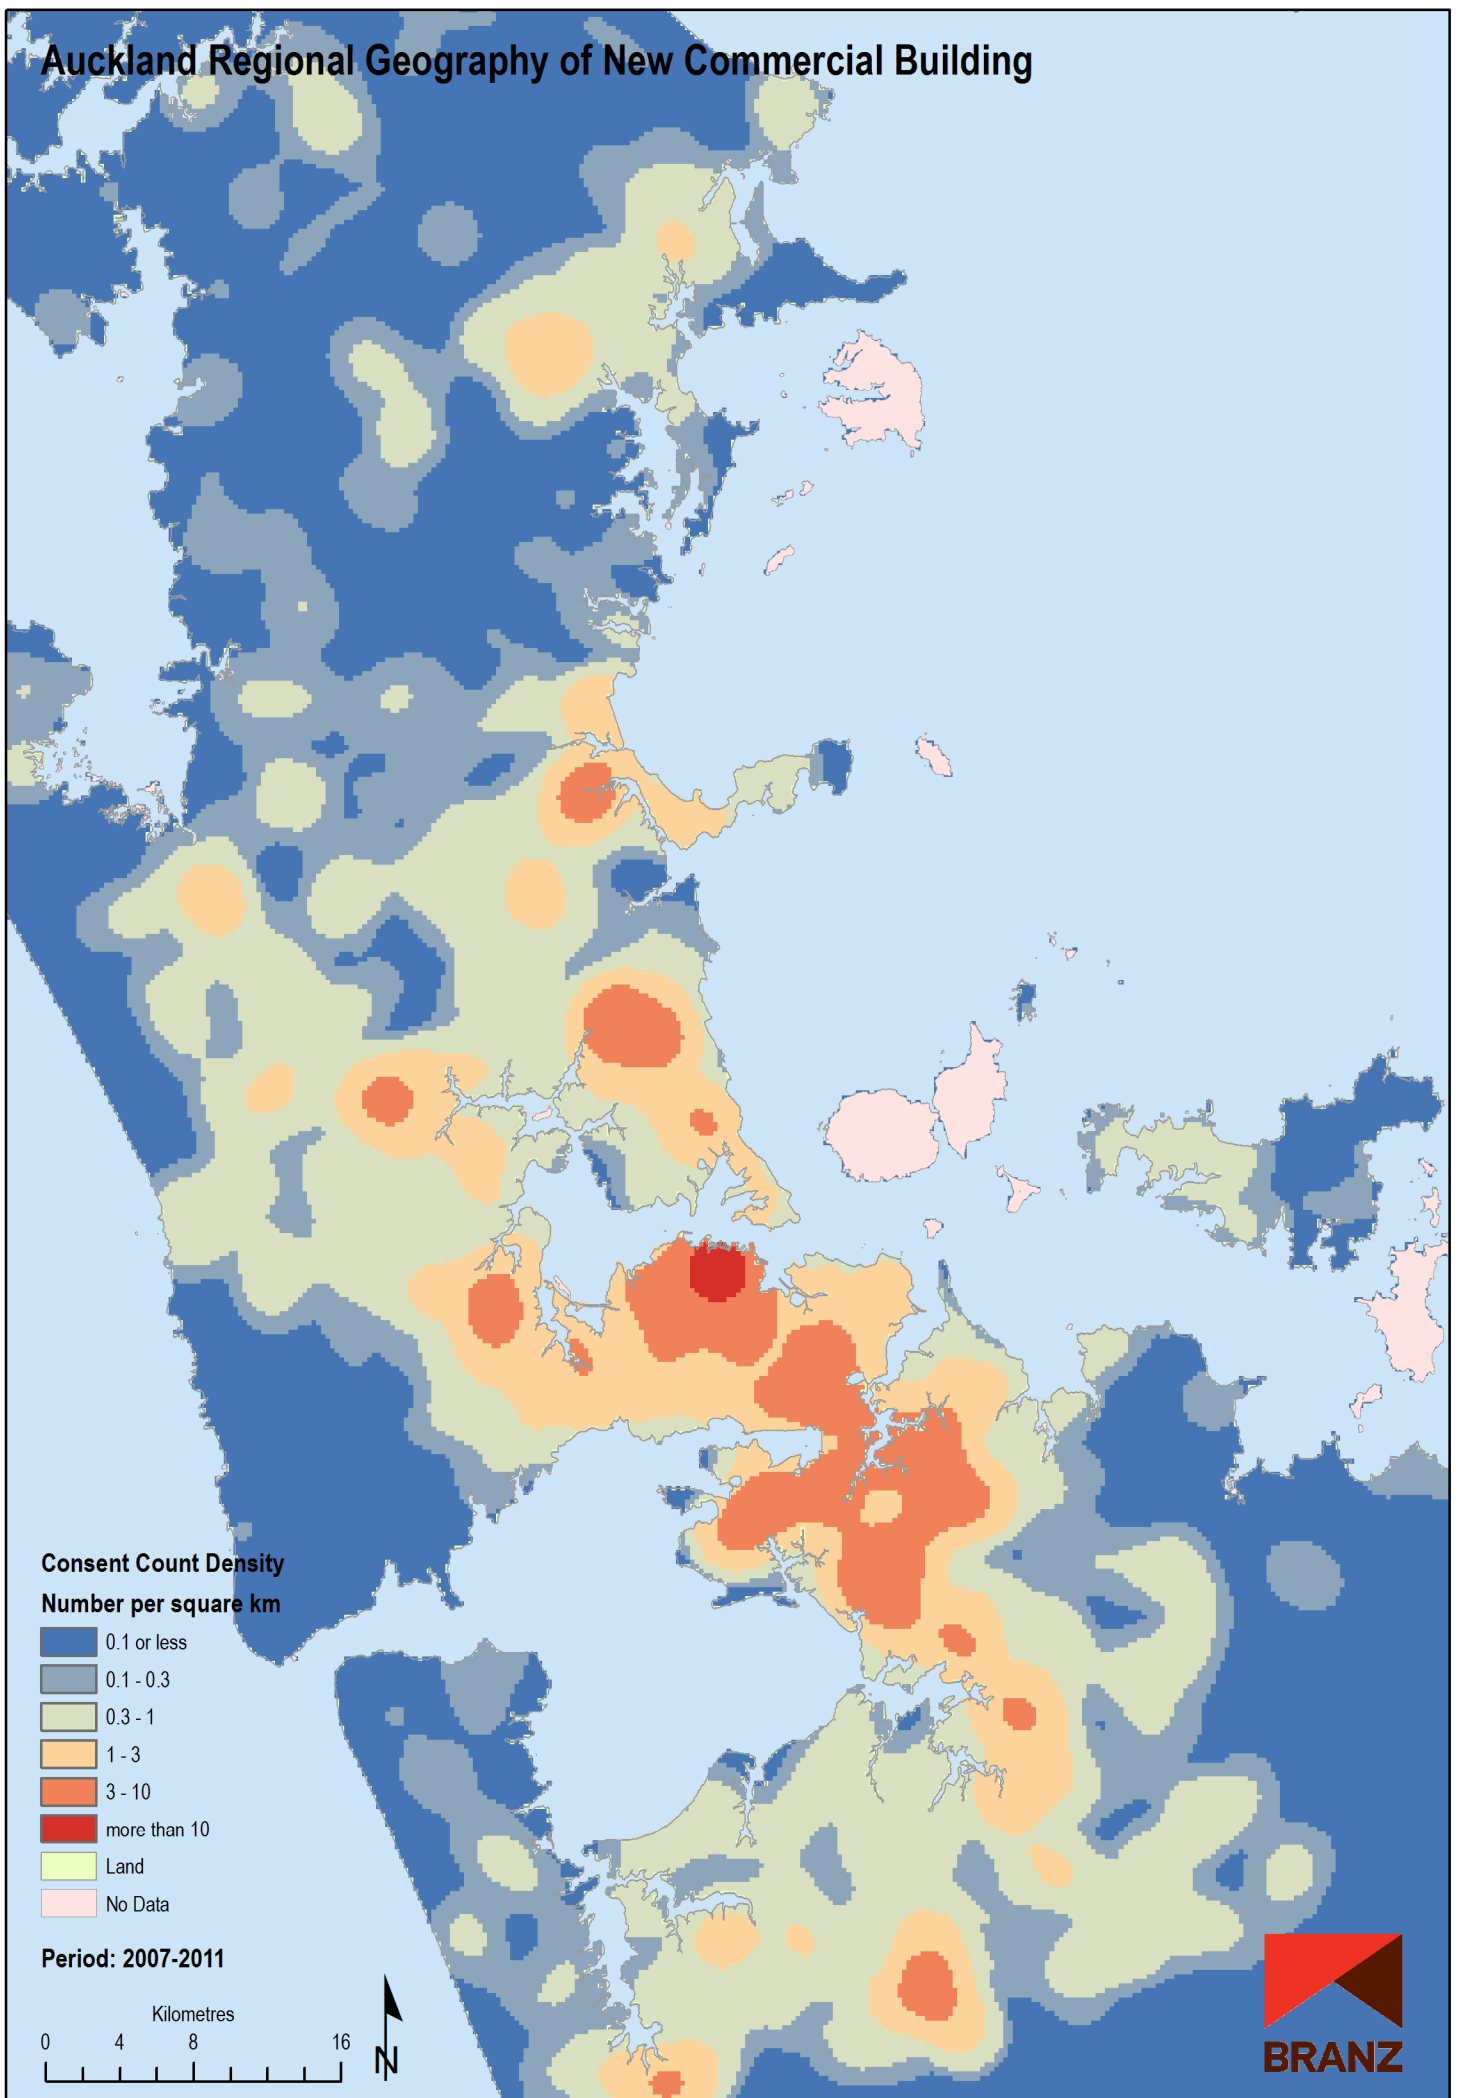 Auckland Regional Geography of New Commercial Building
Consent Count Density
Number per square km
0.1 or less
0.1 - 0.3
0.3 - 1
1 - 3
3 - 10
more than 10
Land
No Data
Period: 2007-2011
Kilometres
0 4 8 16
N
BRANZ